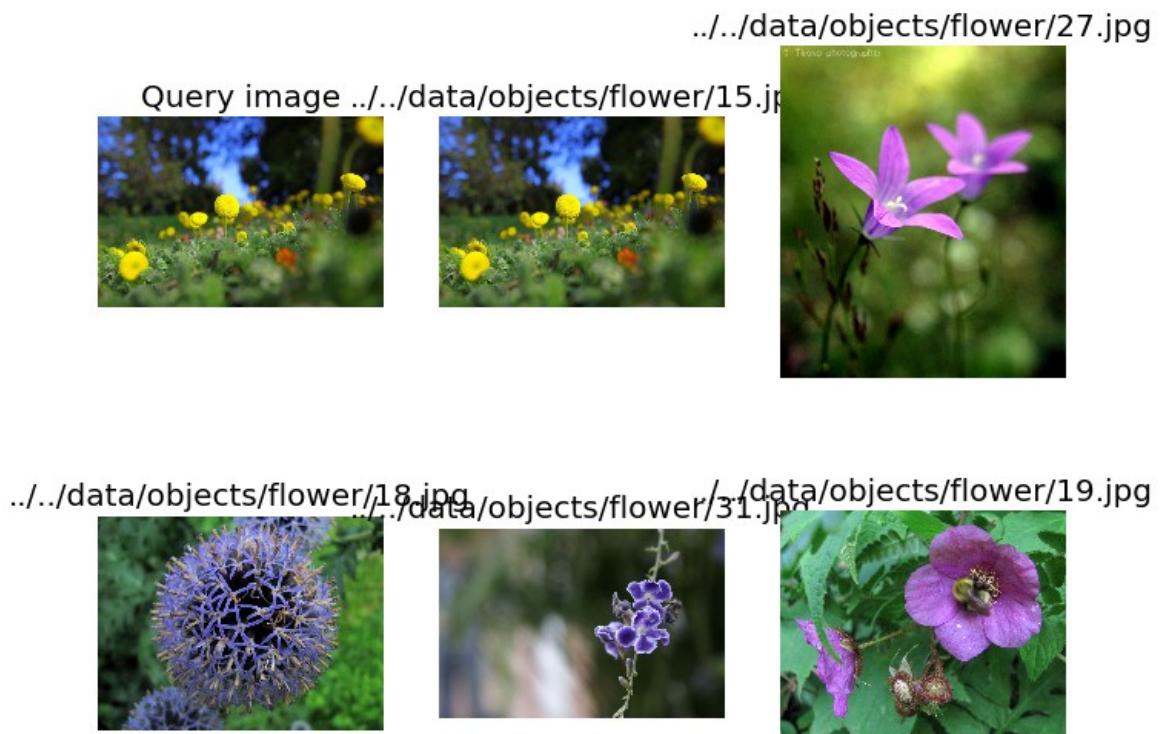 ../../data/objects/flower/27.jpg
Query image
../../data/objects/flower/15.jp
../../data/objects/flower/18.jpg
../../data/objects/flower/31.jpg
../../data/objects/flower/19.jpg